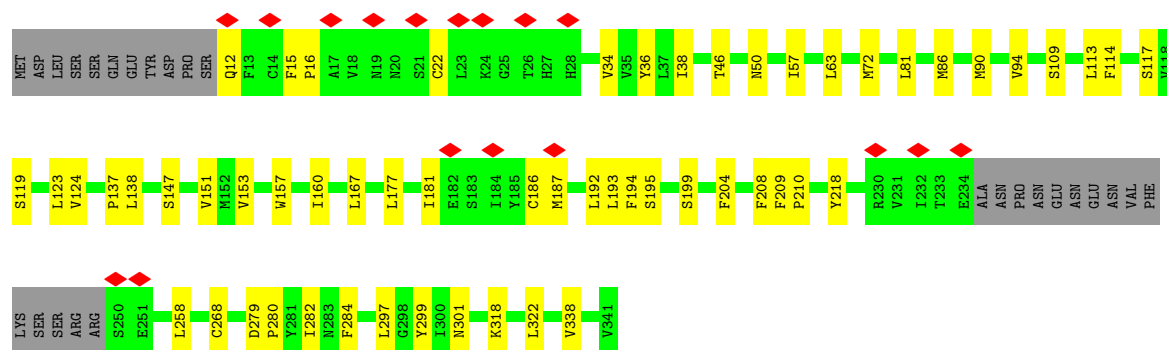 MET ASP LEU SER SER GLN GLU TYR ASP PRO SER Q12 F13 C14 F15 P16 A17 V18 N19 N20 S21 C22 L23 K24 G25 T26 H27 H28 V34 V35 Y36 L37 I38 T46 N50 I57 L63 M72 L81 M86 M90 V94 S109 L113 F114 S117 V118
S119 L123 V124 P137 L138 S147 V151 M152 V153 W157 I160 L167 L177 I181 E182 S183 I184 Y185 C186 M187 L192 L193 F194 S195 S199 F204 F208 F209 P210 Y218 R230 V231 I232 T233 E234 ALA ASN PRO ASN GLU ASN GLU ASN VAL PHE
LYS SER SER ARG ARG S250 E251 L258 C268 D279 P280 Y281 I282 N283 F284 L297 G298 Y299 I300 N301 K318 L322 V338 V341